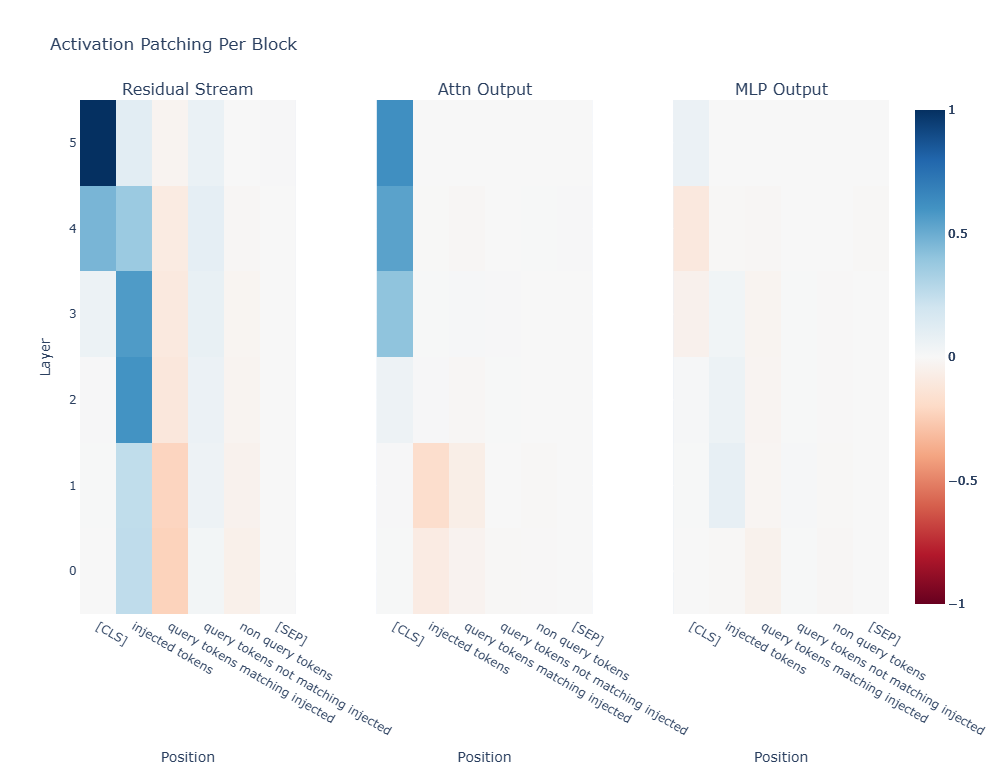 Activation Patching Per Block
Residual Stream
Attn Output
MLP Output
Layer
5
4
3
2
1
0
[CLS]
injected tokens
query tokens matching injected
query tokens not matching injected
non query tokens
[SEP]
Position
[CLS]
injected tokens
query tokens matching injected
query tokens not matching injected
non query tokens
[SEP]
Position
[CLS]
injected tokens
query tokens matching injected
query tokens not matching injected
non query tokens
[SEP]
Position
1
0.5
0
−0.5
−1